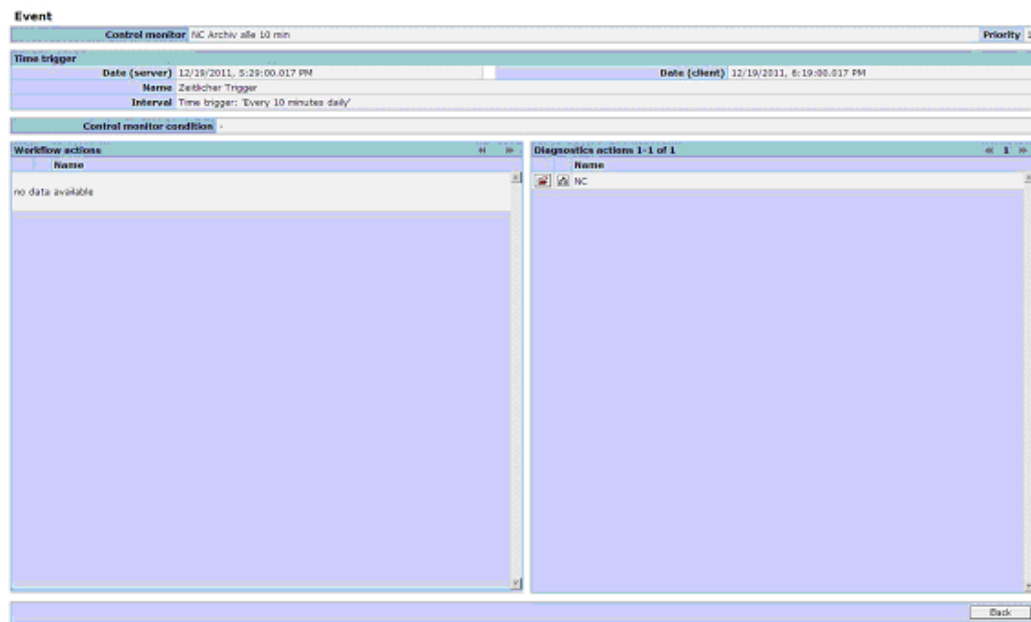 Event
Control monitor NC Archiv alle 10 min Priority
Time trigger
Date (server) 12/19/2011, 5:29:00.017 PM Date (client) 12/19/2011, 6:19:00.017 PM
Name Zeitlicher Trigger
Interval Time trigger: 'Every 10 minutes daily'
Control monitor condition -
Workflow actions Diagnostics actions 1-1 of 1 1
Name Name
NC
no data available
Back